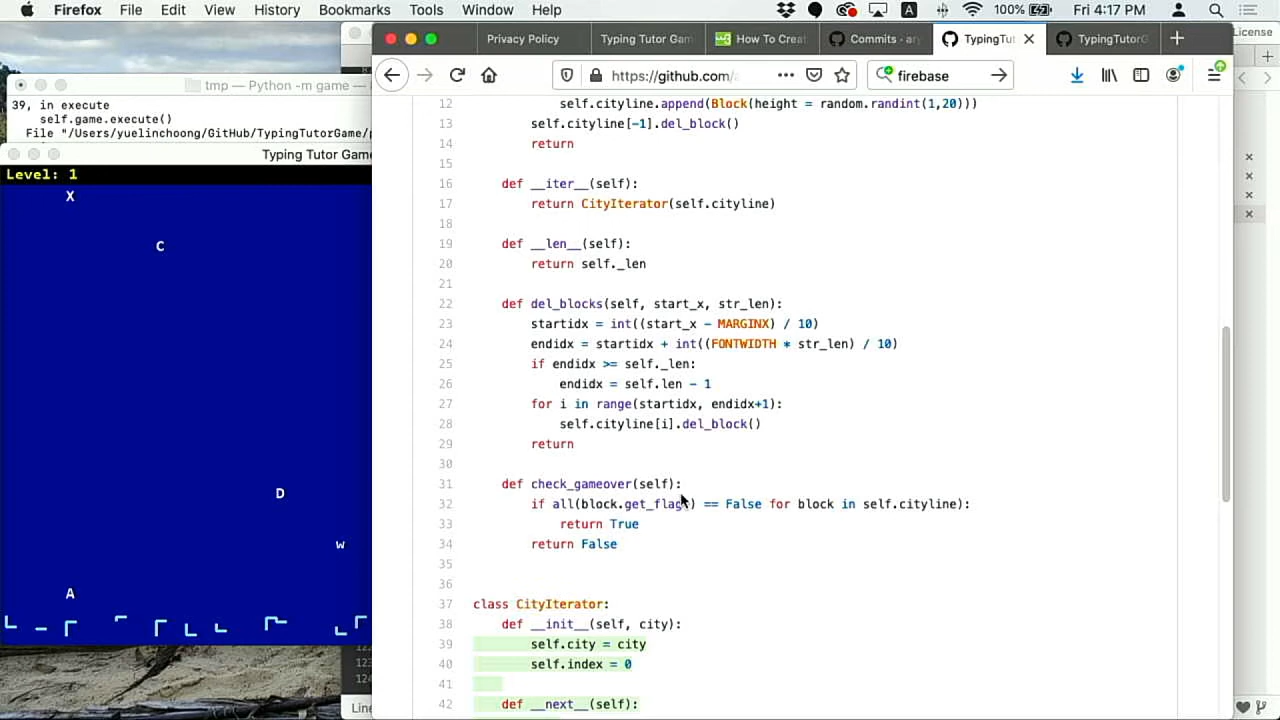 Firefox File Edit View History Bookmarks Tools Window Help 100% Fri 4:17 PM
Privacy Policy Typing Tutor Gam How To Creat Commits · ary TypingTut TypingTutorG
License
https://github.com/ firebase
tmp — Python -m game —
39, in execute
self.game.execute()
File "/Users/yuelinchoong/GitHub/TypingTutorGame/
Typing Tutor Game
Level: 1
X
C
D
w
A
12 self.cityline.append(Block(height = random.randint(1,20)))
13 self.cityline[-1].del_block()
14 return
15
16 def __iter__(self):
17 return CityIterator(self.cityline)
18
19 def __len__(self):
20 return self._len
21
22 def del_blocks(self, start_x, str_len):
23 startidx = int((start_x - MARGINX) / 10)
24 endidx = startidx + int((FONTWIDTH * str_len) / 10)
25 if endidx >= self._len:
26 endidx = self.len - 1
27 for i in range(startidx, endidx+1):
28 self.cityline[i].del_block()
29 return
30
31 def check_gameover(self):
32 if all(block.get_flag() == False for block in self.cityline):
33 return True
34 return False
35
36
37 class CityIterator:
38 def __init__(self, city):
39 self.city = city
40 self.index = 0
41
42 def __next__(self):
123
124
Line